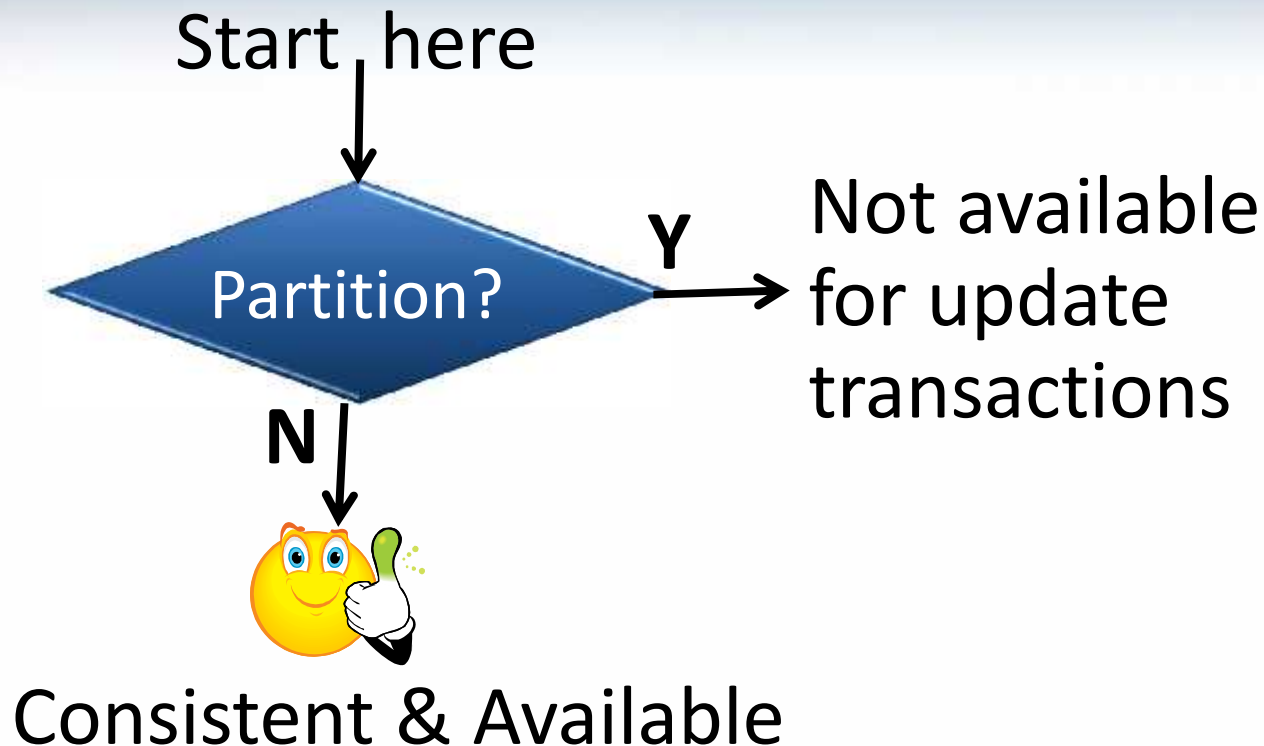 Start here
Partition?
Y
Not available
for update
transactions
N
Consistent & Available